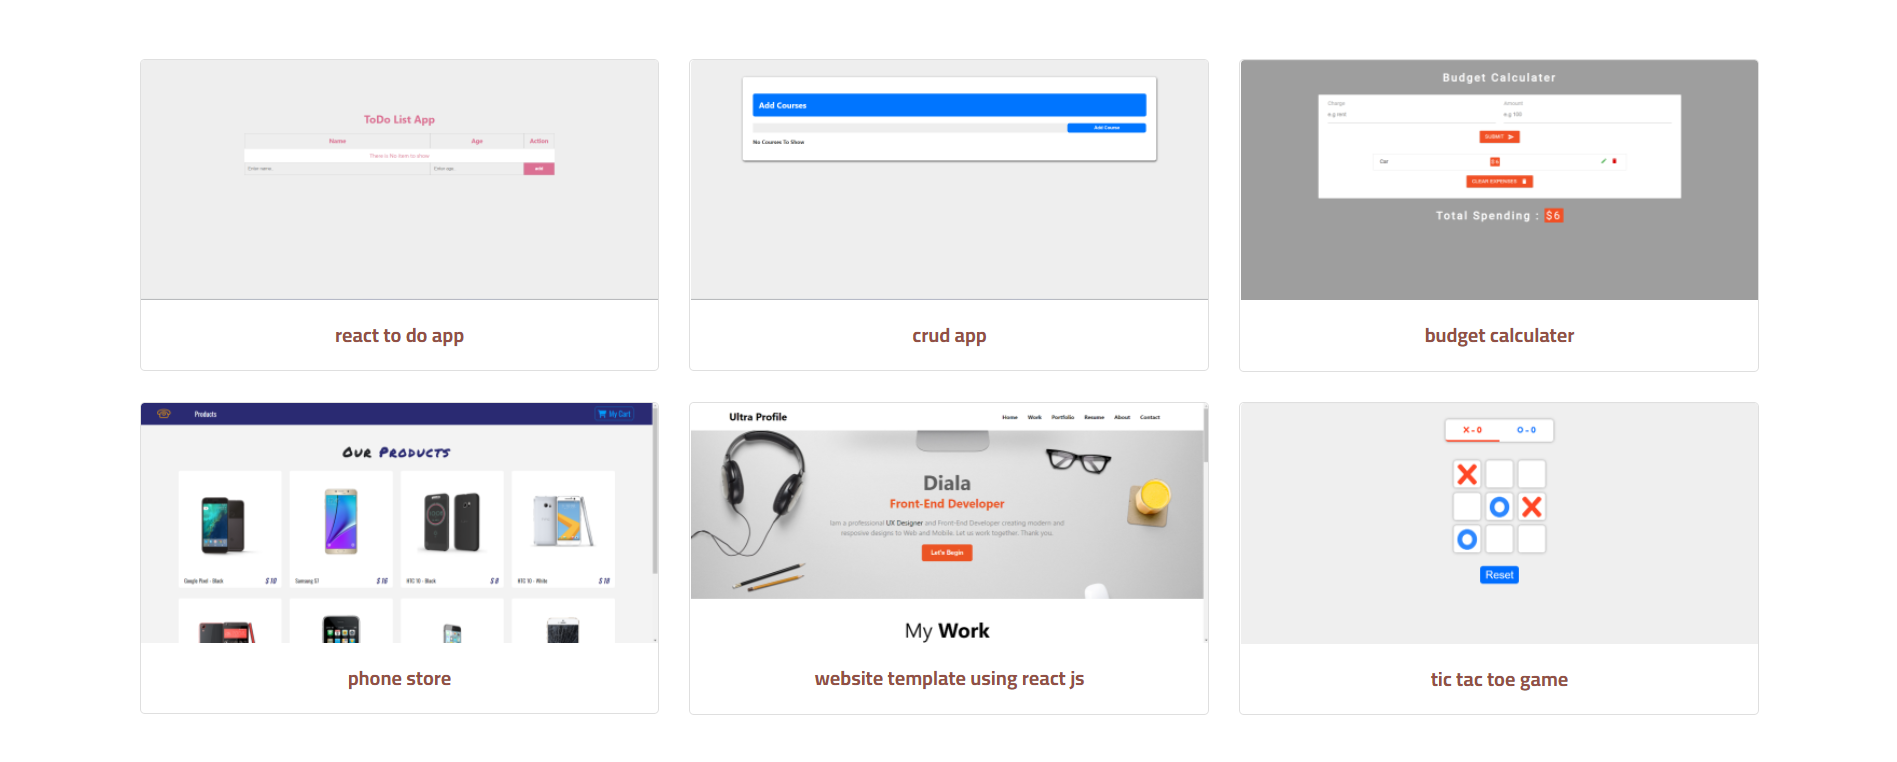 ToDo List App
Name Age Action
There is No item to show
Enter name.. Enter age.. add
react to do app
Add Courses
Add Course
No Courses To Show
crud app
Budget Calculater
Charge Amount
e.g rent e.g 100
SUBMIT
Car $ 6
CLEAR EXPENSES
Total Spending : $6
budget calculater
Products My Cart
Our Products
Google Pixel - Black $ 10 Samsung S7 $ 16 HTC 10 - Black $ 8 HTC 10 - White $ 18
phone store
Ultra Profile Home Work Portfolio Resume About Contact
Diala
Front-End Developer
Iam a professional UX Designer and Front-End Developer creating modern and
resposive designs to Web and Mobile. Let us work together. Thank you.
Let's Begin
My Work
website template using react js
X - 0 O - 0
X
O X
O
Reset
tic tac toe game